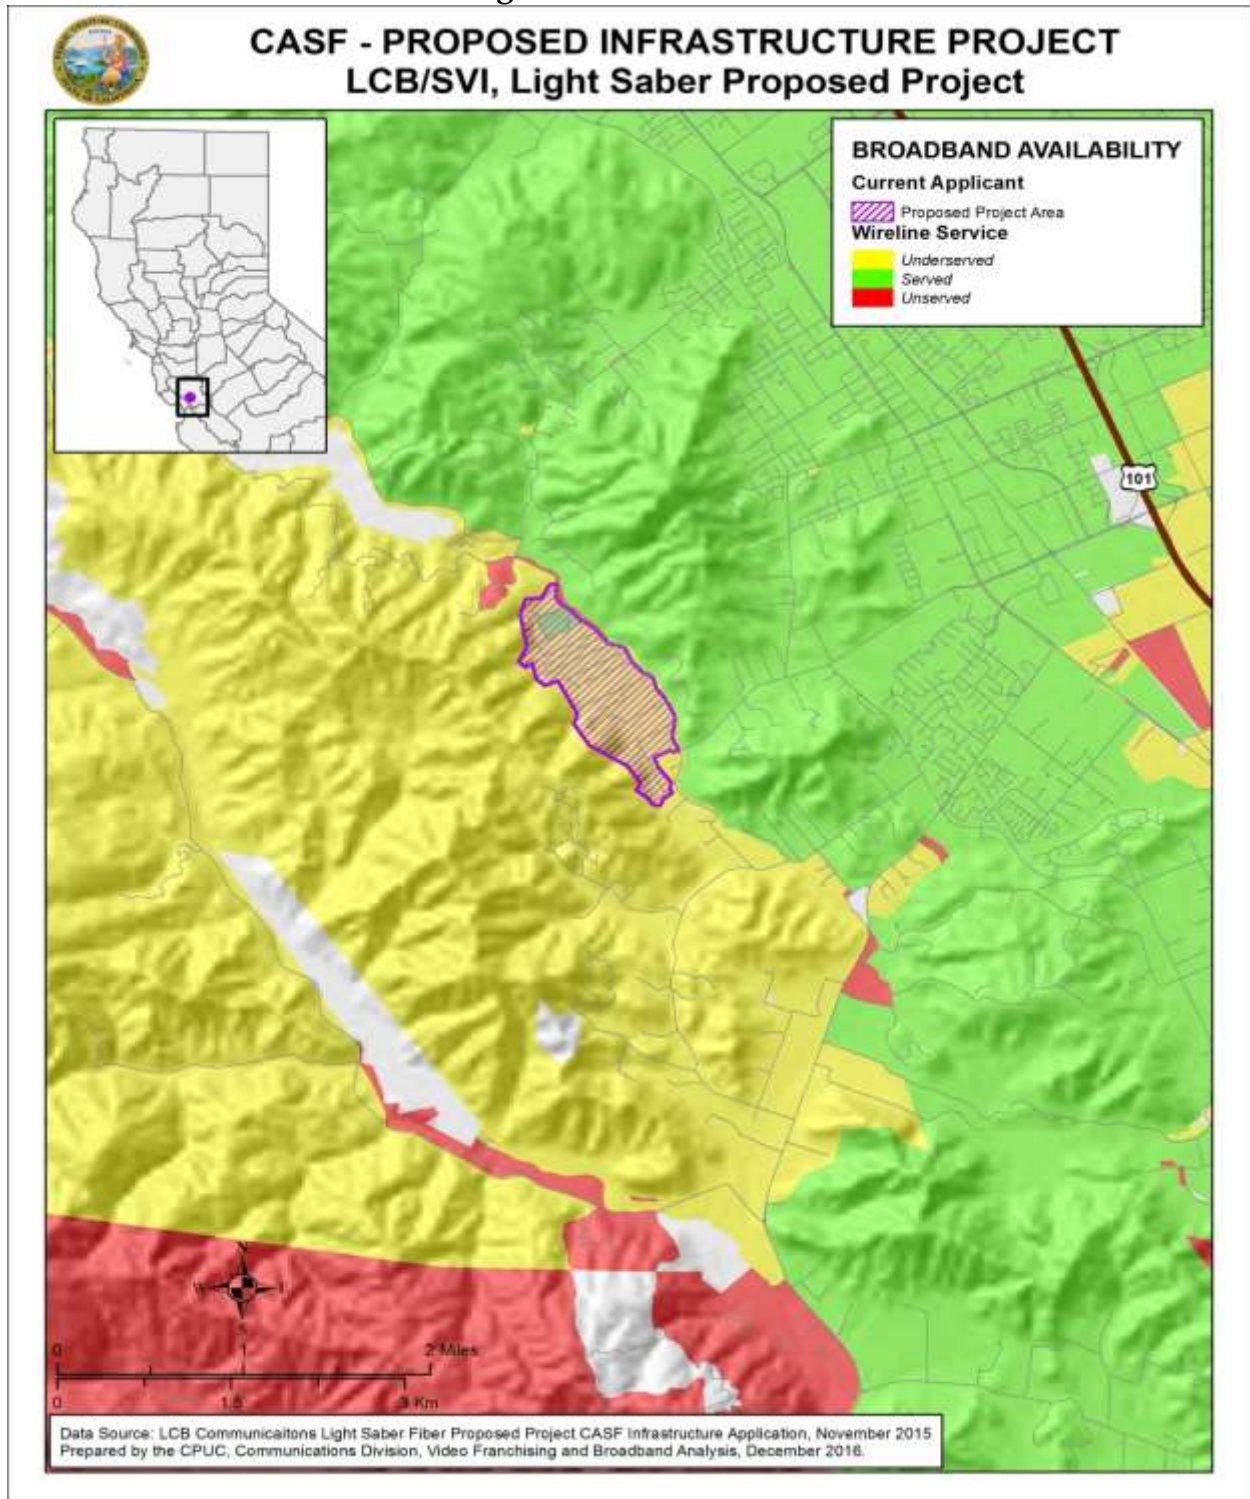 CASF - PROPOSED INFRASTRUCTURE PROJECT
LCB/SVI, Light Saber Proposed Project
BROADBAND AVAILABILITY
Current Applicant
Proposed Project Area
Wireline Service
Underserved
Served
Unserved
101
N
W
0 1 2 Miles
0 1.5 3 Km
Data Source: LCB Communicaitons Light Saber Fiber Proposed Project CASF Infrastructure Application, November 2015
Prepared by the CPUC, Communications Division, Video Franchising and Broadband Analysis, December 2016.